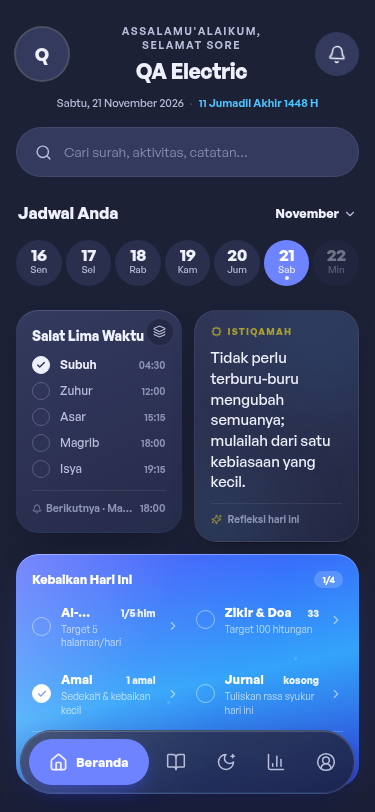 Q
ASSALAMU'ALAIKUM,
SELAMAT SORE
QA Electric
Sabtu, 21 November 2026 · 11 Jumadil Akhir 1448 H
Cari surah, aktivitas, catatan...
Jadwal Anda
November
16 17 18 19 20 21 22
Sen Sel Rab Kam Jum Sab Min
Salat Lima Waktu
Subuh 04:30
Zuhur 12:00
Asar 15:15
Magrib 18:00
Isya 19:15
Berikutnya · Ma... 18:00
ISTIQAMAH
Tidak perlu
terburu-buru
mengubah
semuanya;
mulailah dari satu
kebiasaan yang
kecil.
Refleksi hari ini
Kebaikan Hari Ini 1/4
Al-... 1/5 hlm
Target 5
halaman/hari
Zikir & Doa 33
Target 100 hitungan
Amal 1 amal
Sedekah & kebaikan
kecil
Jurnal kosong
Tuliskan rasa syukur
hari ini
Beranda